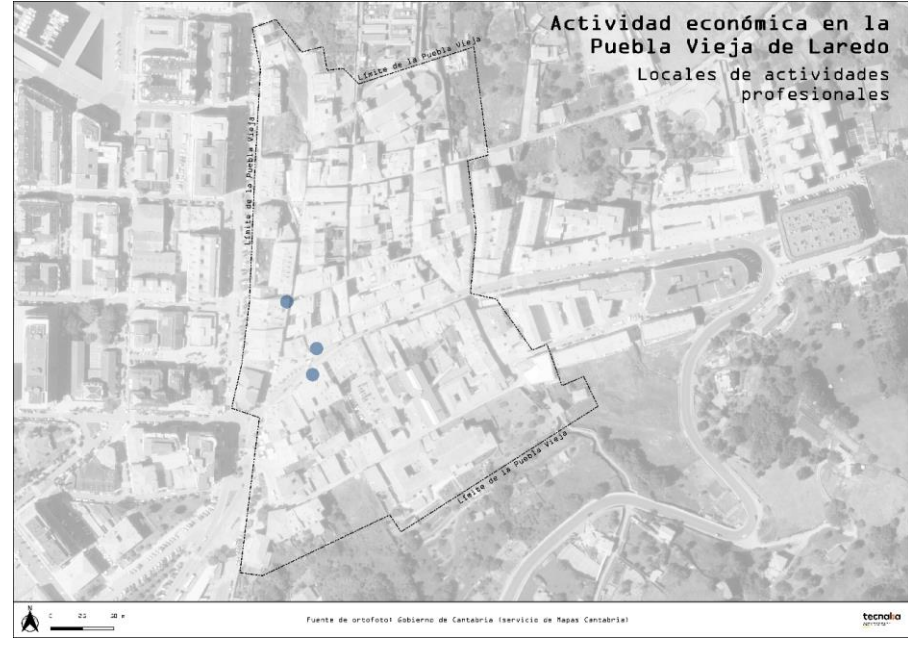 Actividad económica en la
Puebla Vieja de Laredo
Locales de actividades
profesionales
Límite de la Puebla Vieja
Límite de la Puebla Vieja
Límite de la Puebla Vieja
N
Fuente de ortofoto: Gobierno de Cantabria (servicio de Mapas Cantabria)
tecnalia